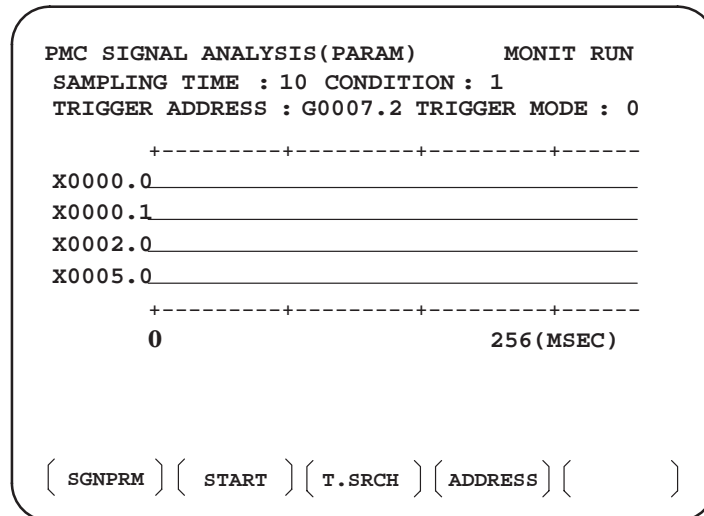 PMC SIGNAL ANALYSIS(PARAM) MONIT RUN
SAMPLING TIME : 10 CONDITION : 1
TRIGGER ADDRESS : G0007.2 TRIGGER MODE : 0
+---------+---------+---------+------
X0000.0
X0000.1
X0002.0
X0005.0
+---------+---------+---------+------
0 256(MSEC)
SGNPRM START T.SRCH ADDRESS